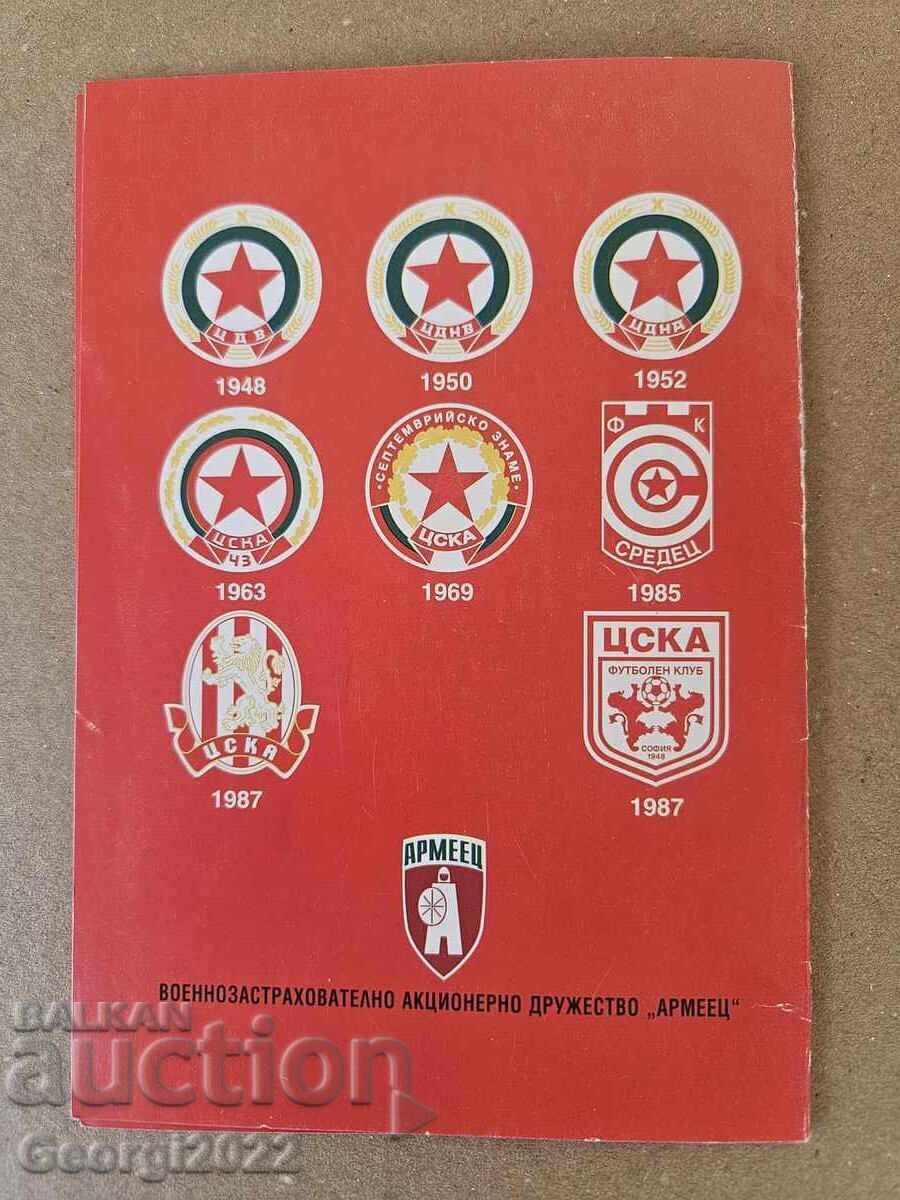 X
X
X
ЦДВ
ЦДНВ
ЦДНА
1948
1950
1952
ЦСКА
ЧЗ
СЕПТЕМВРИЙСКО ЗНАМЕ
ЦСКА
Ф К
С
СРЕДЕЦ
1963
1969
1985
ЦСКА
ЦСКА
ФУТБОЛЕН КЛУБ
СОФИЯ
1948
1987
1987
АРМЕЕЦ
ВОЕННОЗАСТРАХОВАТЕЛНО АКЦИОНЕРНО ДРУЖЕСТВО „АРМЕЕЦ“
BALKAN
auction
Georgi2022